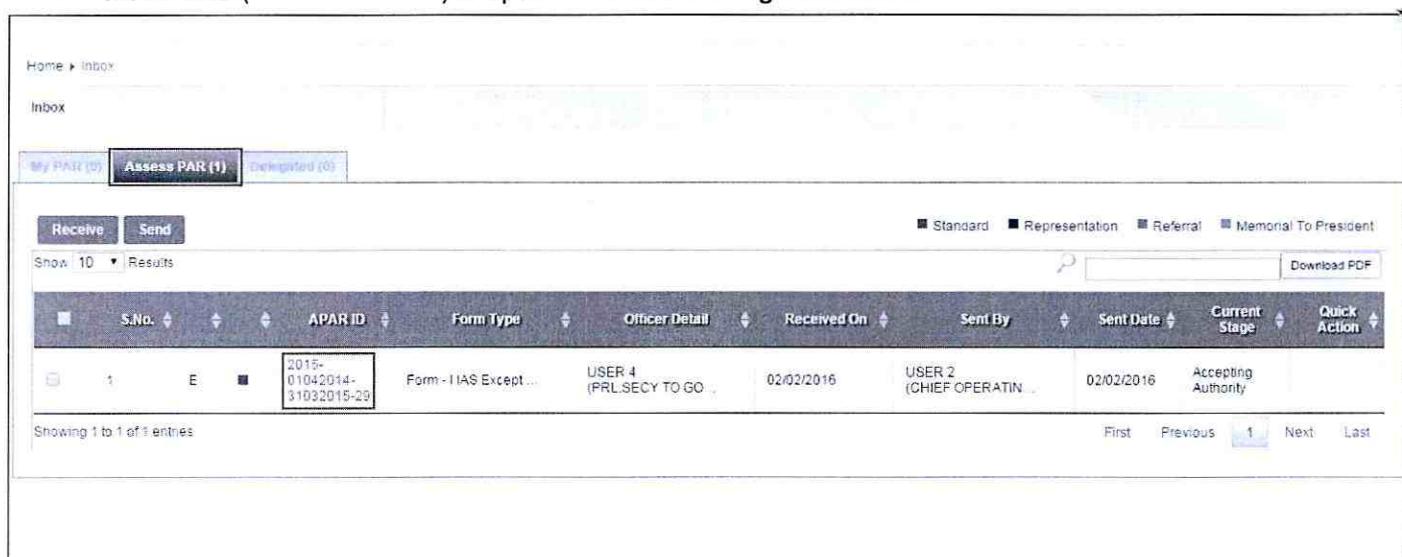 Home ▸ Inbox
Inbox
My PAR (0) Assess PAR (1) Delegated (0)
Receive Send ■ Standard ■ Representation ■ Referral ■ Memorial To President
Show 10 ▾ Results Download PDF
S.No. APAR ID Form Type Officer Detail Received On Sent By Sent Date Current Stage Quick Action
1 E 2015-01042014-31032015-29 Form - I IAS Except ... USER 4 (PRL.SECY TO GO ... 02/02/2016 USER 2 (CHIEF OPERATIN ... 02/02/2016 Accepting Authority
Showing 1 to 1 of 1 entries First Previous 1 Next Last